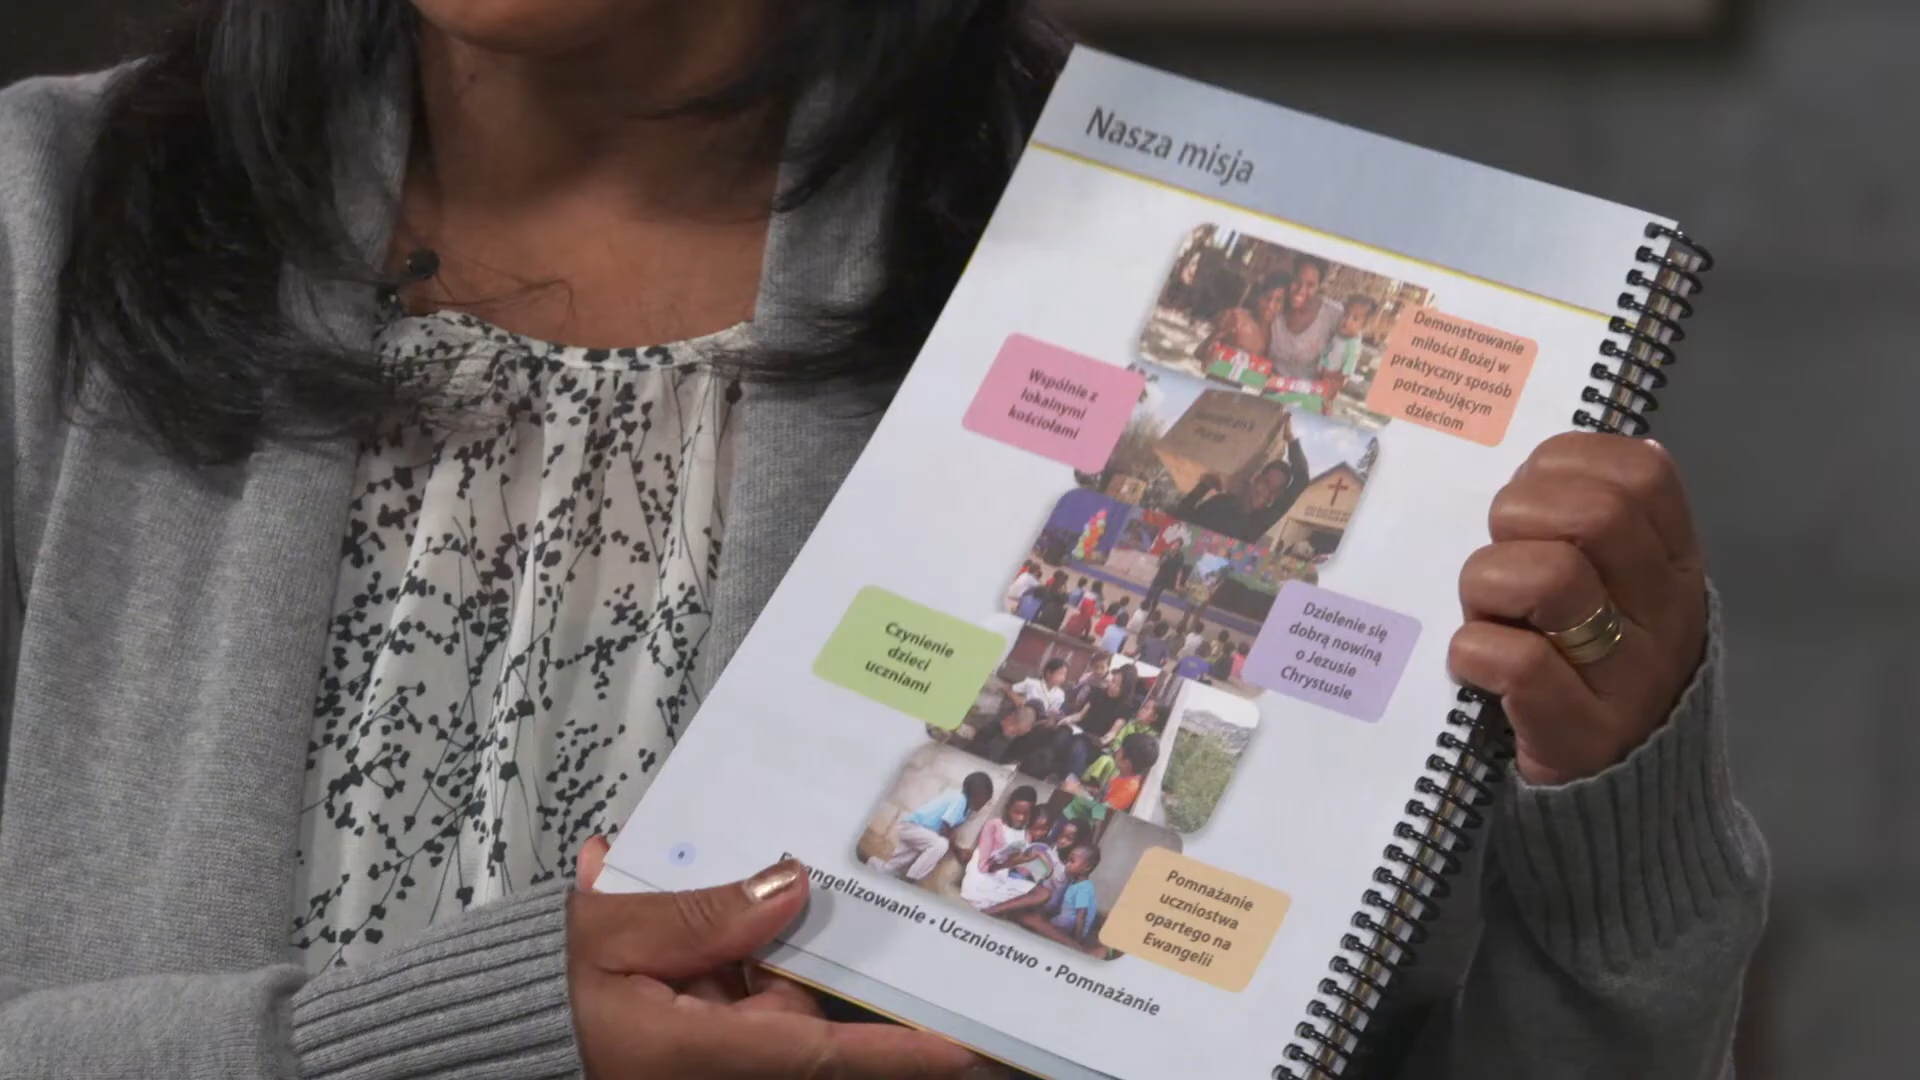 Nasza misja
Demonstrowanie
miłości Bożej w
praktyczny sposób
potrzebującym
dzieciom
Wspólnie z
lokalnymi
kościołami
Dzielenie się
dobrą nowiną
o Jezusie
Chrystusie
Czynienie
dzieci
uczniami
Pomnażanie
uczniostwa
opartego na
Ewangelii
Ewangelizowanie • Uczniostwo • Pomnażanie